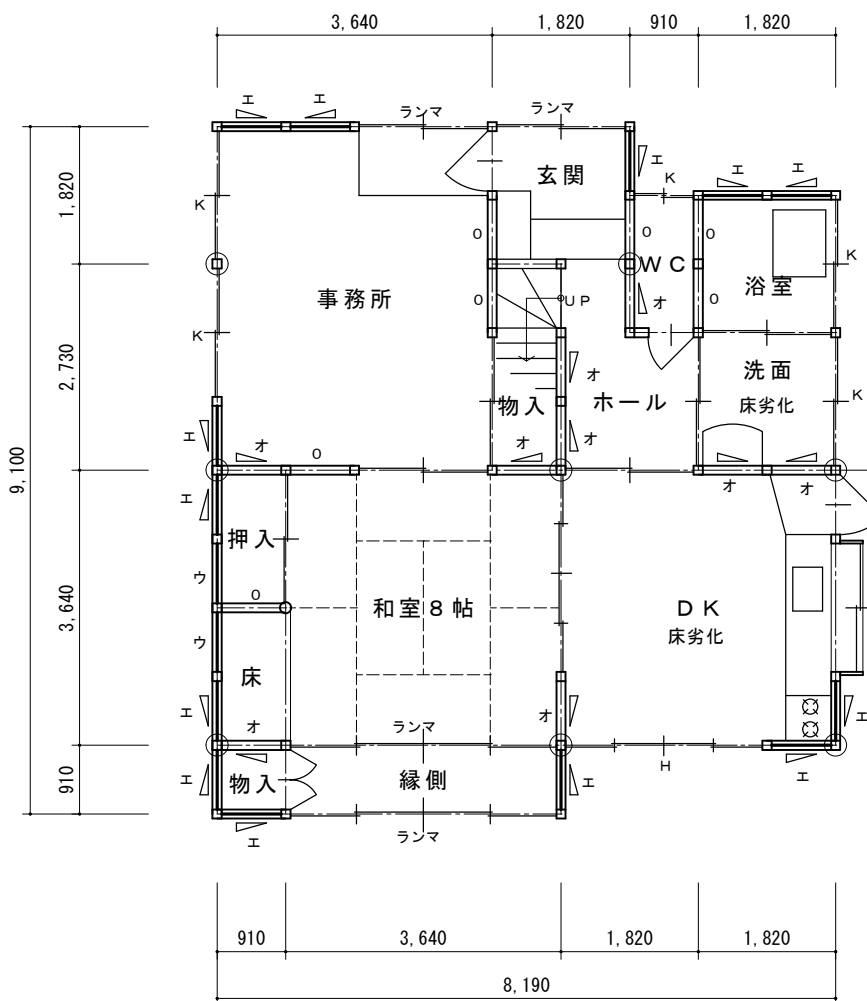 3,640 1,820 910 1,820
エ エ ランマ ランマ
玄関 エ K エ エ
1,820
K O O O
WC
浴室 K
事務所 O UP オ O
K
2,730
洗面
床劣化 K
物入 オ ホール
エ オ O オ オ
オ オ
9,100
エ
押入
ウ
O
和室8帖
DK
床劣化
3,640
ウ
床
エ オ ランマ オ エ
H エ
910
エ 物入 縁側 エ
エ ランマ
910 3,640 1,820 1,820
8,190